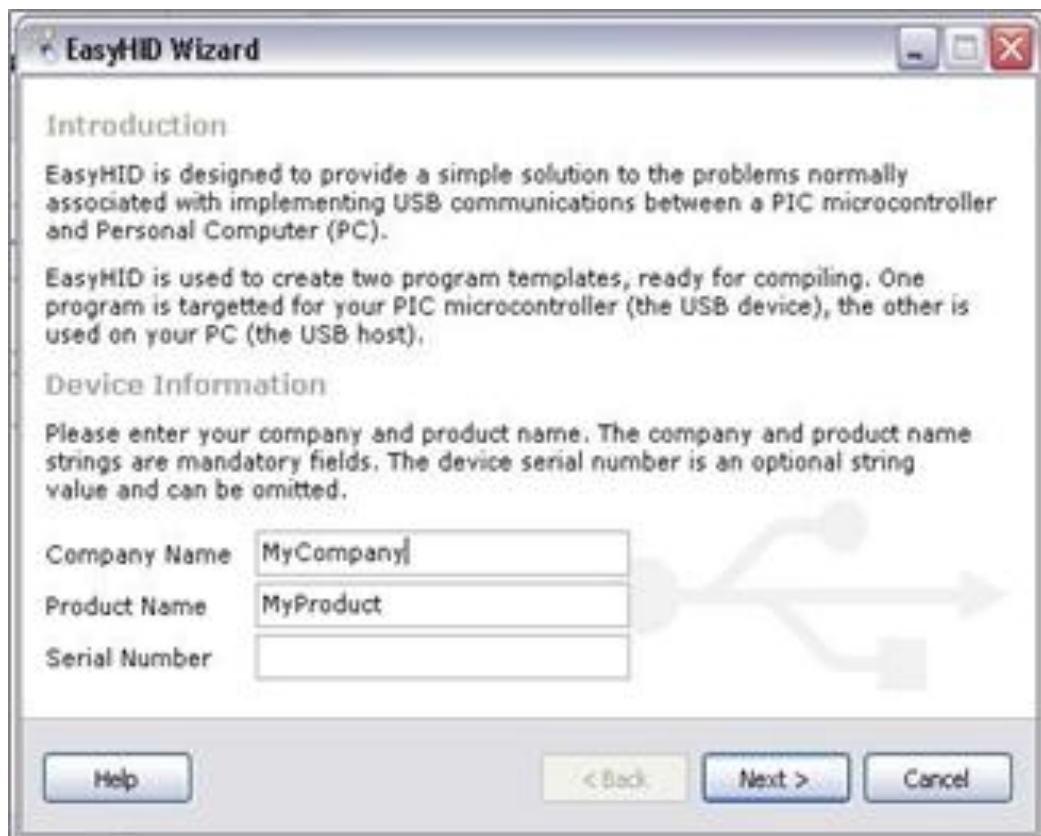 EasyHID Wizard
Introduction
EasyHID is designed to provide a simple solution to the problems normally
associated with implementing USB communications between a PIC microcontroller
and Personal Computer (PC).
EasyHID is used to create two program templates, ready for compiling. One
program is targetted for your PIC microcontroller (the USB device), the other is
used on your PC (the USB host).
Device Information
Please enter your company and product name. The company and product name
strings are mandatory fields. The device serial number is an optional string
value and can be omitted.
Company Name MyCompany
Product Name MyProduct
Serial Number
Help < Back Next > Cancel